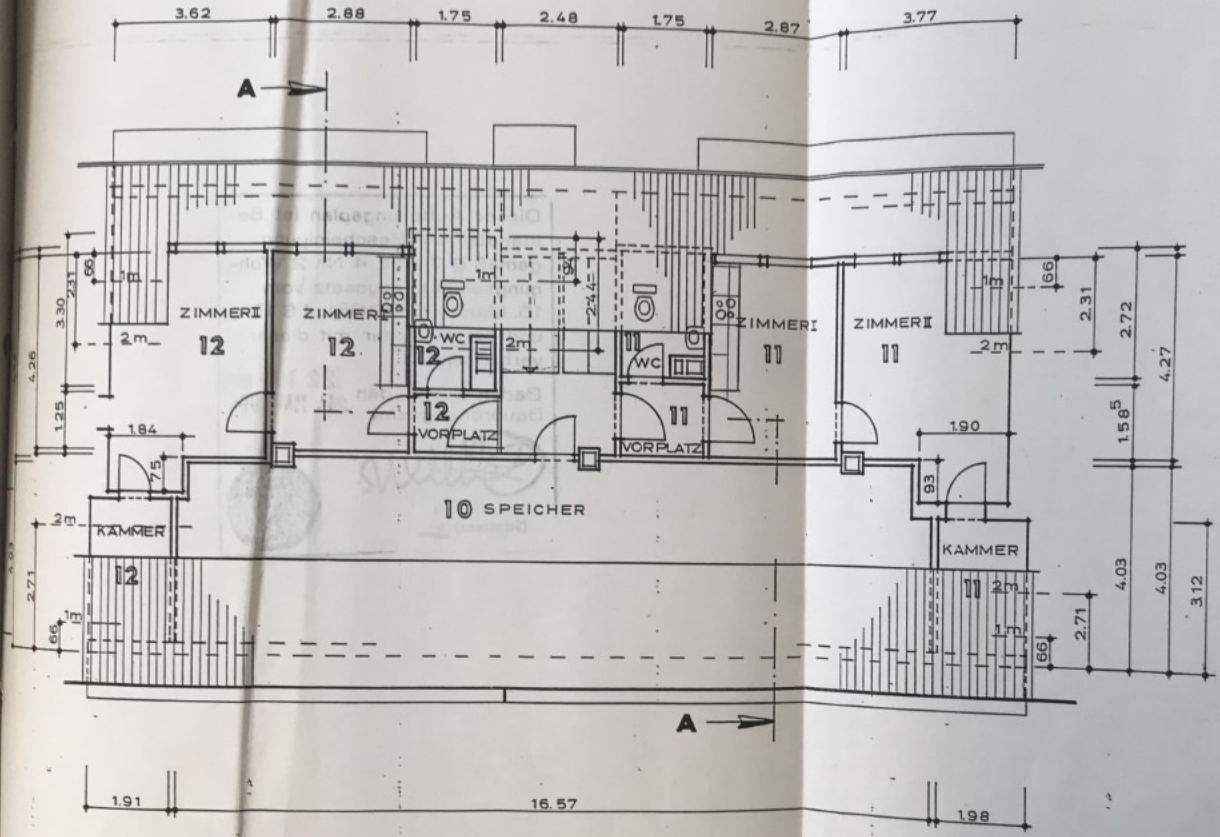 3.62 2.88 1.75 2.48 1.75 2.87 3.77
A
66 1m 1m 94 1m 66
231 2.44 2.31
3.30 2.72
ZIMMER II ZIMMER I ZIMMER I ZIMMER II
12 12 12 WC 2m 11 WC 11 11
2m 2m
4.26 4.27
1.25 12 11 1.58⁵
VORPLATZ VORPLATZ
1.84 1.90
75 93
10 SPEICHER
2m
KAMMER KAMMER
12 11
2m
2.71 4.03 4.03 3.12
1m 1m 2.71
66 66
A
1.91 16.57 1.98